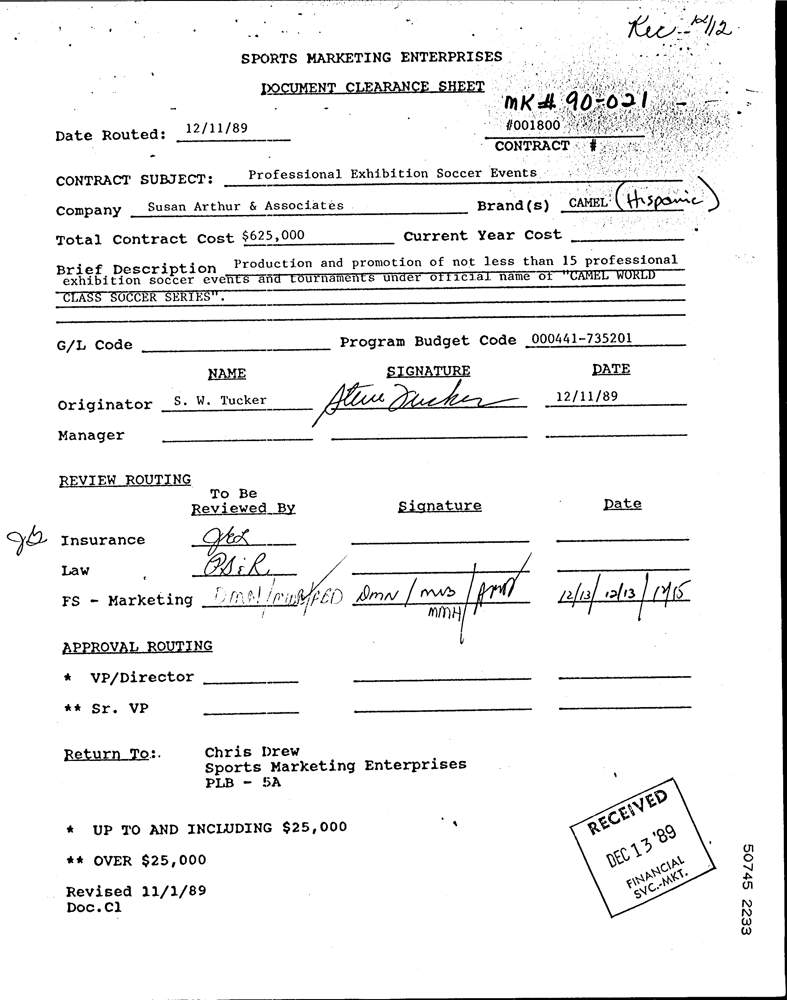 Rec. 12/12
SPORTS MARKETING ENTERPRISES
DOCUMENT CLEARANCE SHEET
MK# 90-021
Date Routed: 12/11/89 #001800
CONTRACT #
CONTRACT SUBJECT: Professional Exhibition Soccer Events
Company Susan Arthur & Associates Brand(s) CAMEL (Hispanic)
Total Contract Cost $625,000 Current Year Cost
Brief Description Production and promotion of not less than 15 professional
exhibition soccer events and tournaments under official name of "CAMEL WORLD
CLASS SOCCER SERIES".
G/L Code Program Budget Code 000441-735201
NAME SIGNATURE DATE
Originator S. W. Tucker Steve Tucker 12/11/89
Manager
REVIEW ROUTING
To Be
Reviewed By Signature Date
Insurance
Law
FS - Marketing DMN / MWB / DMN / mis / 12/13 / 12/13 / 12/15
MMH
APPROVAL ROUTING
* VP/Director
** Sr. VP
Return To: Chris Drew
Sports Marketing Enterprises
PLB - 5A
* UP TO AND INCLUDING $25,000
** OVER $25,000
Revised 11/1/89
Doc.Cl
RECEIVED
DEC 13 '89
FINANCIAL
SVC.-MKT.
50745 2233